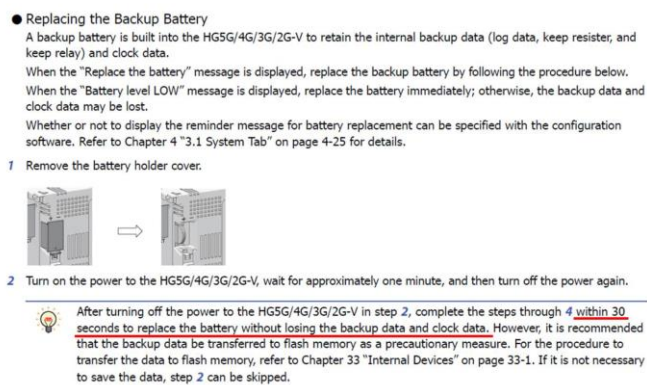 ● Replacing the Backup Battery
A backup battery is built into the HG5G/4G/3G/2G-V to retain the internal backup data (log data, keep resister, and
keep relay) and clock data.
When the "Replace the battery" message is displayed, replace the backup battery by following the procedure below.
When the "Battery level LOW" message is displayed, replace the battery immediately; otherwise, the backup data and
clock data may be lost.
Whether or not to display the reminder message for battery replacement can be specified with the configuration
software. Refer to Chapter 4 "3.1 System Tab" on page 4-25 for details.
1 Remove the battery holder cover.
2 Turn on the power to the HG5G/4G/3G/2G-V, wait for approximately one minute, and then turn off the power again.
After turning off the power to the HG5G/4G/3G/2G-V in step 2, complete the steps through 4 within 30
seconds to replace the battery without losing the backup data and clock data. However, it is recommended
that the backup data be transferred to flash memory as a precautionary measure. For the procedure to
transfer the data to flash memory, refer to Chapter 33 "Internal Devices" on page 33-1. If it is not necessary
to save the data, step 2 can be skipped.